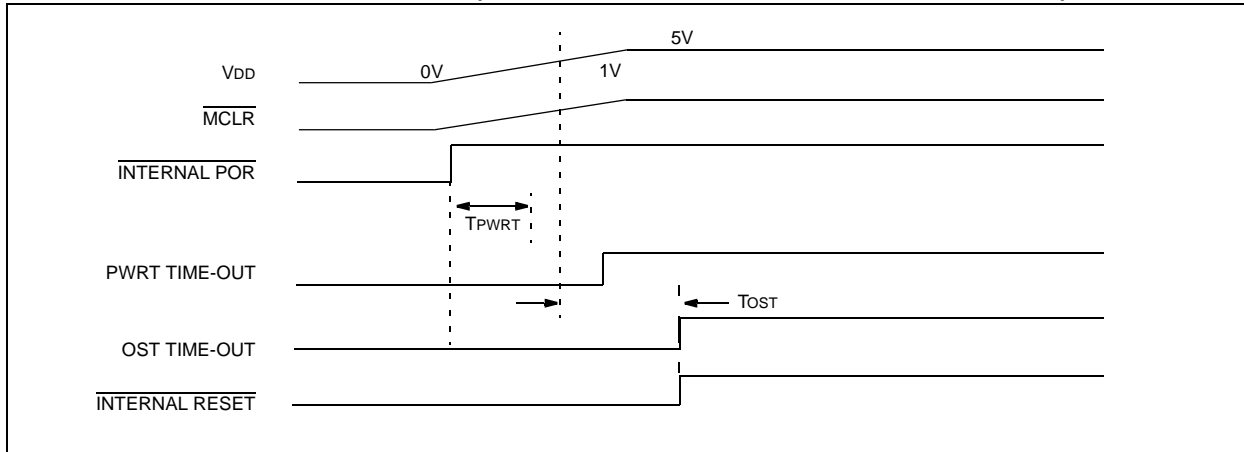 5V
VDD 0V 1V
MCLR
INTERNAL POR
TPWRT
PWRT TIME-OUT
TOST
OST TIME-OUT
INTERNAL RESET